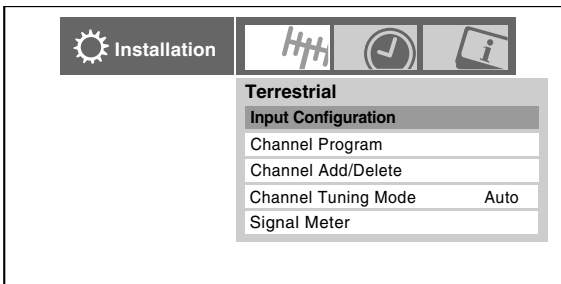 Installation
i
Terrestrial
Input Configuration
Channel Program
Channel Add/Delete
Channel Tuning Mode Auto
Signal Meter